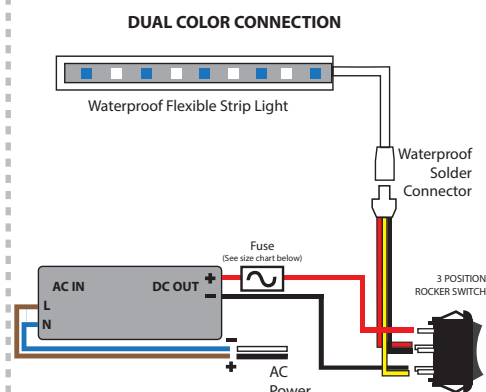 DUAL COLOR CONNECTION
Waterproof Flexible Strip Light
Waterproof
Solder
Connector
Fuse
(See size chart below)
3 POSITION
ROCKER SWITCH
AC IN
DC OUT
+
−
L
N
−
+
AC
Power